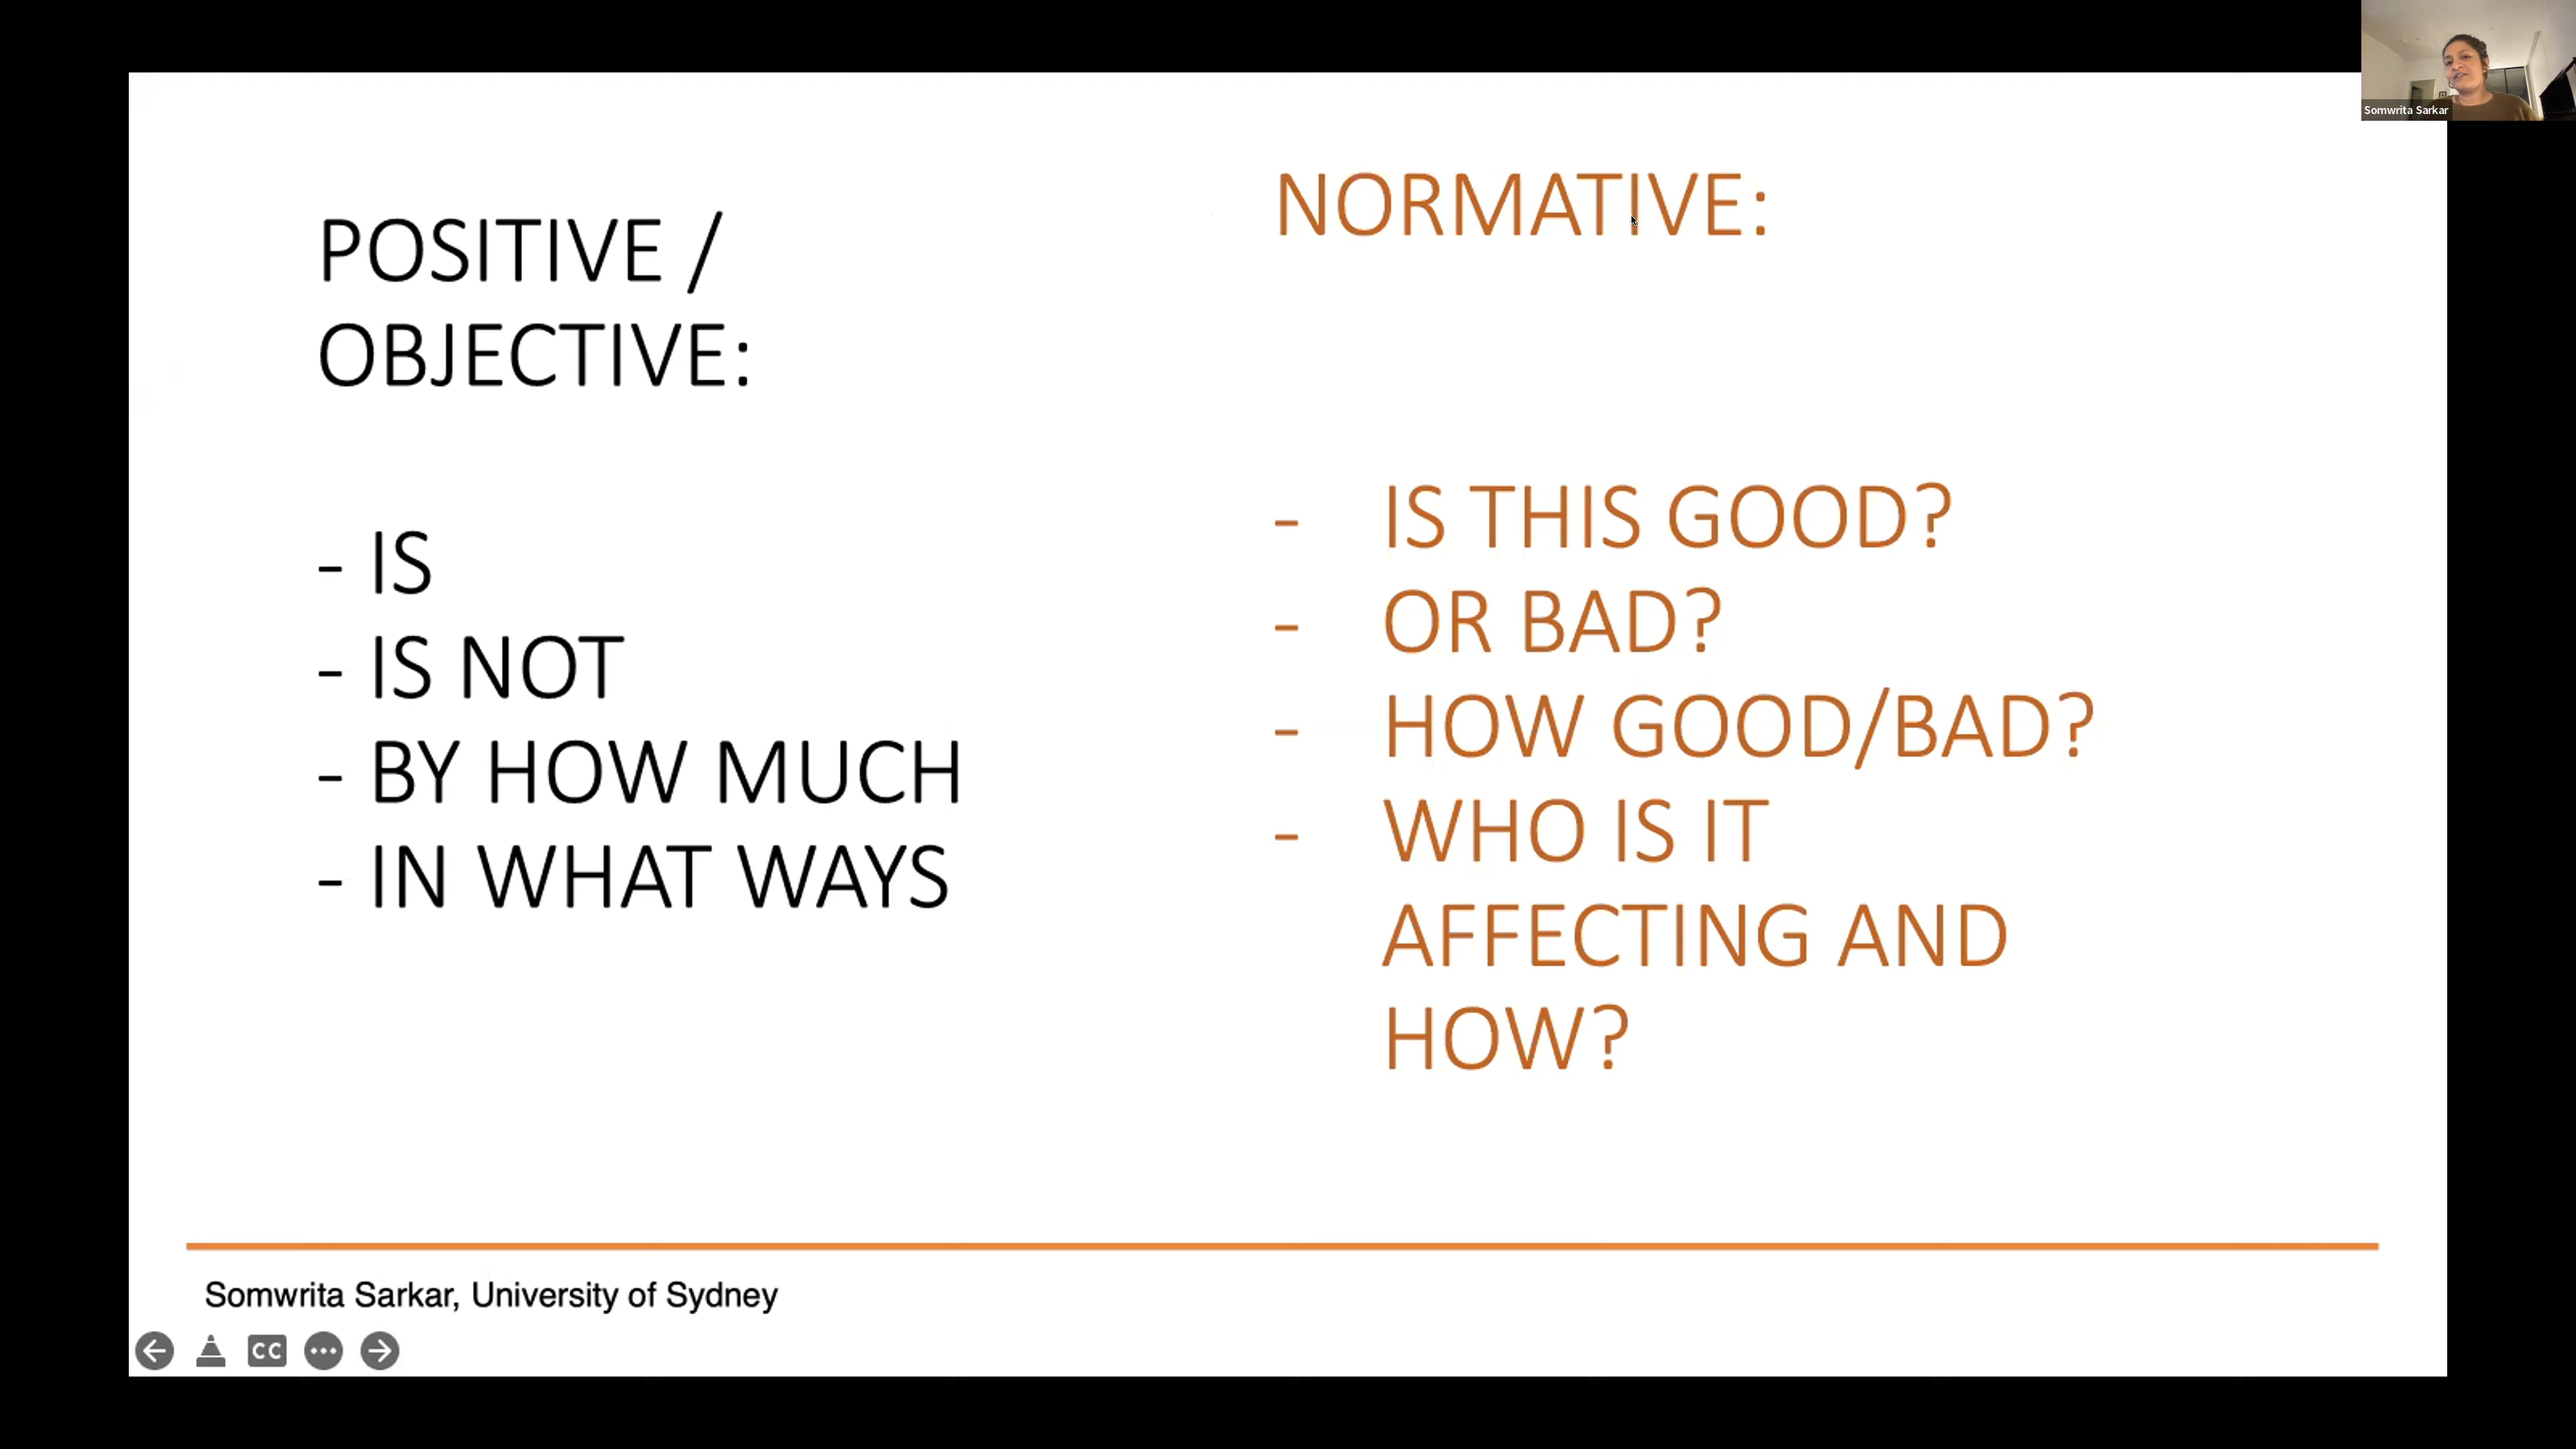 Somwrita Sarkar
POSITIVE /
OBJECTIVE:
- IS
- IS NOT
- BY HOW MUCH
- IN WHAT WAYS
NORMATIVE:
- IS THIS GOOD?
- OR BAD?
- HOW GOOD/BAD?
- WHO IS IT
AFFECTING AND
HOW?
Somwrita Sarkar, University of Sydney
CC